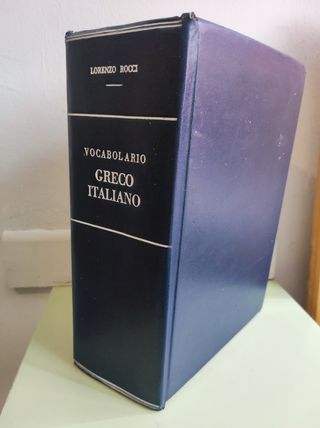 LORENZO ROCCI
VOCABOLARIO
GRECO
ITALIANO